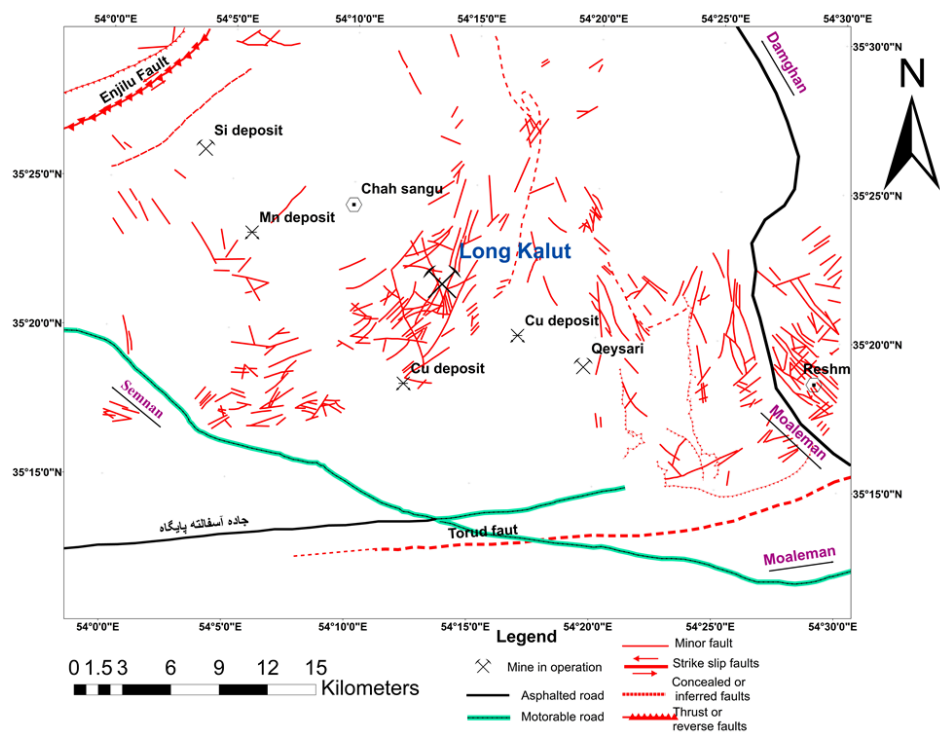 54°0'0"E 54°5'0"E 54°10'0"E 54°15'0"E 54°20'0"E 54°25'0"E 54°30'0"E
35°30'0"N
Enjilu Fault
Damghan
N
Si deposit
35°25'0"N
35°25'0"N
Chah sangu
Mn deposit
Long Kalut
35°20'0"N
35°20'0"N
Cu deposit
Qeysari
Cu deposit
Reshm
Semnan
Moaleman
35°15'0"N
35°15'0"N
جاده آسفالته پایگاه
Torud faut
Moaleman
54°0'0"E 54°5'0"E 54°10'0"E 54°15'0"E 54°20'0"E 54°25'0"E 54°30'0"E
0 1.5 3 6 9 12 15
Kilometers
Legend
Mine in operation
Asphalted road
Motorable road
Minor fault
Strike slip faults
Concealed or
inferred faults
Thrust or
reverse faults